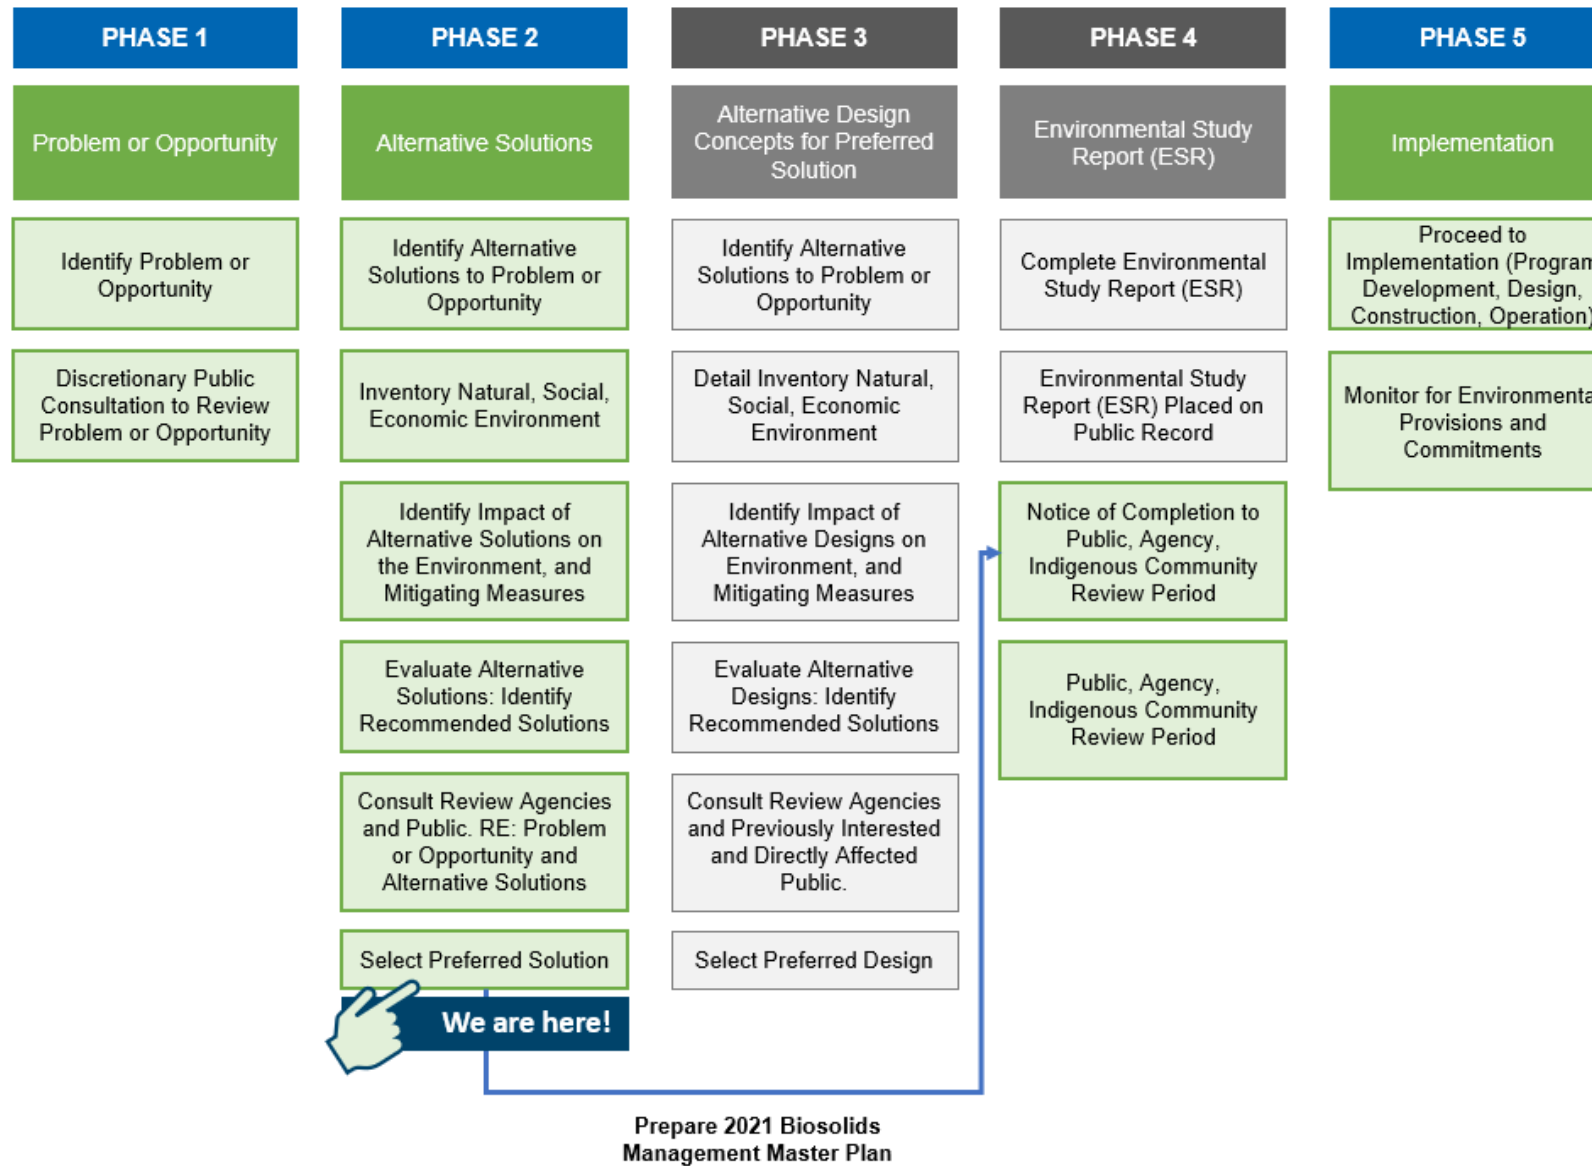 PHASE 1
Problem or Opportunity
Identify Problem or
Opportunity
Discretionary Public
Consultation to Review
Problem or Opportunity
PHASE 2
Alternative Solutions
Identify Alternative
Solutions to Problem or
Opportunity
Inventory Natural, Social,
Economic Environment
Identify Impact of
Alternative Solutions on
the Environment, and
Mitigating Measures
Evaluate Alternative
Solutions: Identify
Recommended Solutions
Consult Review Agencies
and Public. RE: Problem
or Opportunity and
Alternative Solutions
Select Preferred Solution
We are here!
PHASE 3
Alternative Design
Concepts for Preferred
Solution
Identify Alternative
Solutions to Problem or
Opportunity
Detail Inventory Natural,
Social, Economic
Environment
Identify Impact of
Alternative Designs on
Environment, and
Mitigating Measures
Evaluate Alternative
Designs: Identify
Recommended Solutions
Consult Review Agencies
and Previously Interested
and Directly Affected
Public.
Select Preferred Design
PHASE 4
Environmental Study
Report (ESR)
Complete Environmental
Study Report (ESR)
Environmental Study
Report (ESR) Placed on
Public Record
Notice of Completion to
Public, Agency,
Indigenous Community
Review Period
Public, Agency,
Indigenous Community
Review Period
PHASE 5
Implementation
Proceed to
Implementation (Program
Development, Design,
Construction, Operation)
Monitor for Environmenta
Provisions and
Commitments
Prepare 2021 Biosolids
Management Master Plan